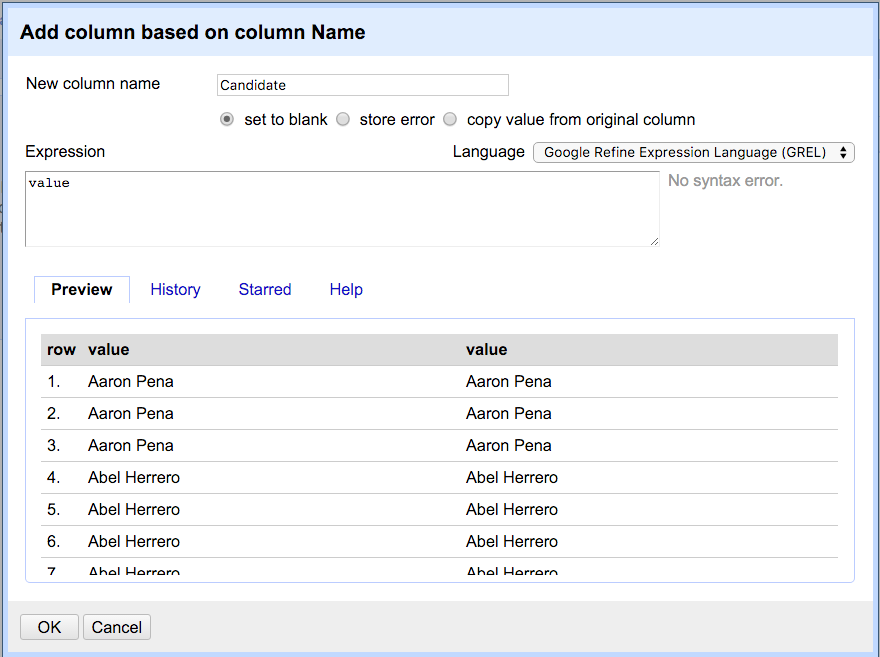 Add column based on column Name
New column name Candidate
set to blank store error copy value from original column
Expression Language Google Refine Expression Language (GREL)
value No syntax error.
Preview History Starred Help
row value value
1. Aaron Pena Aaron Pena
2. Aaron Pena Aaron Pena
3. Aaron Pena Aaron Pena
4. Abel Herrero Abel Herrero
5. Abel Herrero Abel Herrero
6. Abel Herrero Abel Herrero
7. Abel Herrero Abel Herrero
OK Cancel